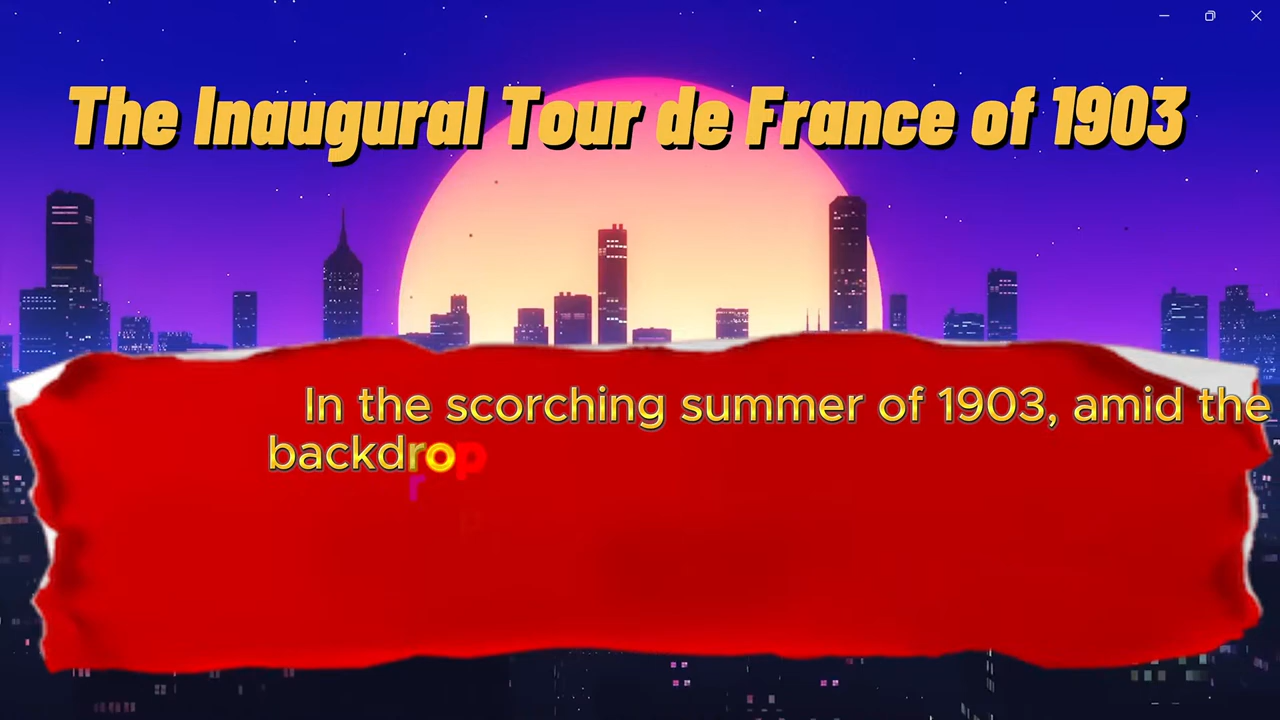 The Inaugural Tour de France of 1903
In the scorching summer of 1903, amid the
backdrop